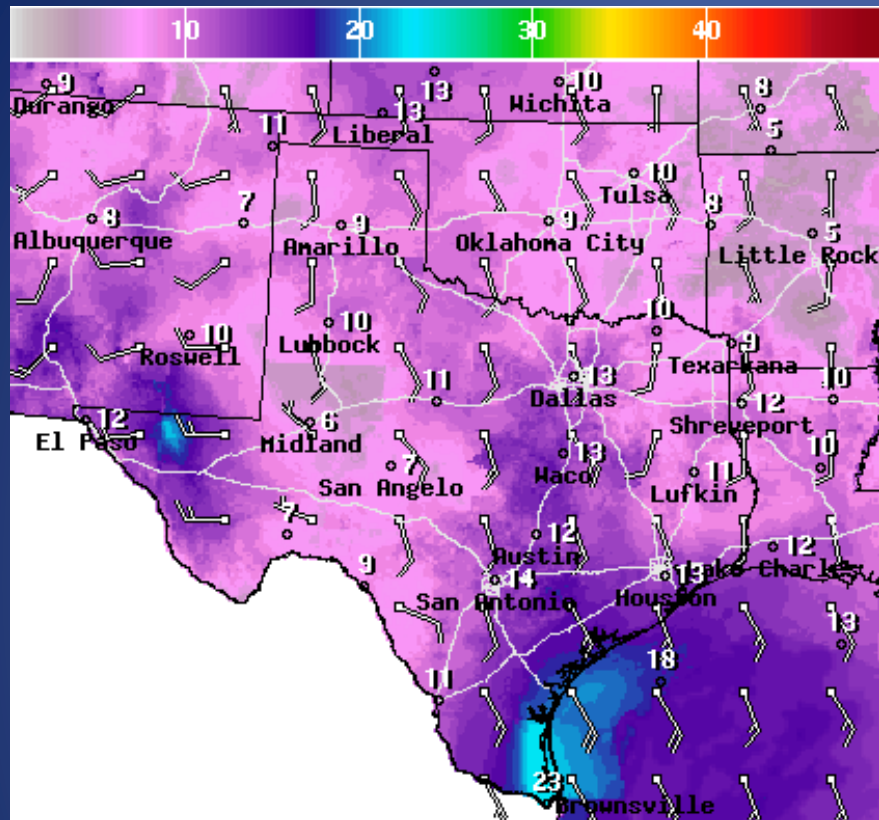 10 20 30 40
9 13 10 8
Durango 13 Wichita
11 Liberal 5
10
7 Tulsa
8 9 9 8 5
Albuquerque Amarillo Oklahoma City Little Rock
10 10 10
Roswell Lubbock 9
Texarkana
13 10
11 Dallas 12
12 6 Shreveport
El Paso Midland 13 10
7 Waco 11
San Angelo Lufkin
7 12 12
Austin Lake Charles
9 14 13
San Antonio Houston
13
18
11
23
Brownsville